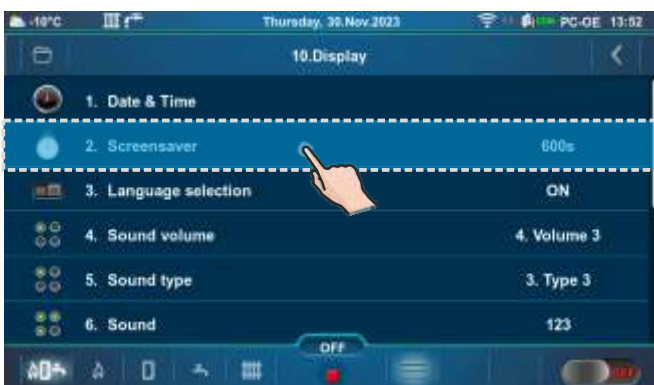 -10°C Thursday, 30.Nov.2023 PC-OE 13:52
10.Display
1. Date & Time
2. Screensaver 600s
3. Language selection ON
4. Sound volume 4. Volume 3
5. Sound type 3. Type 3
6. Sound 123
OFF
OFF